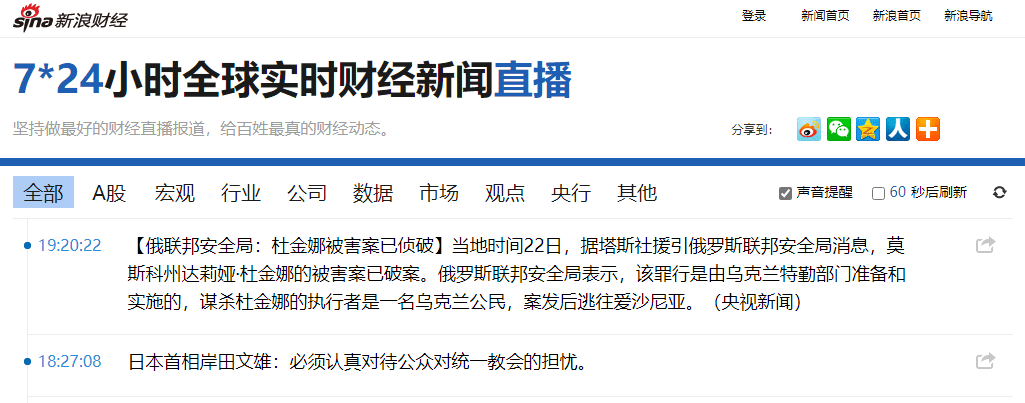 sina 新浪财经
登录 新闻首页 新浪首页 新浪导航
7*24小时全球实时财经新闻直播
坚持做最好的财经直播报道，给百姓最真的财经动态。
分享到：
全部 A股 宏观 行业 公司 数据 市场 观点 央行 其他
声音提醒 60 秒后刷新
19:20:22 【俄联邦安全局：杜金娜被害案已侦破】当地时间22日，据塔斯社援引俄罗斯联邦安全局消息，莫
斯科州达莉娅·杜金娜的被害案已破案。俄罗斯联邦安全局表示，该罪行是由乌克兰特勤部门准备和
实施的，谋杀杜金娜的执行者是一名乌克兰公民，案发后逃往爱沙尼亚。（央视新闻）
18:27:08 日本首相岸田文雄：必须认真对待公众对统一教会的担忧。